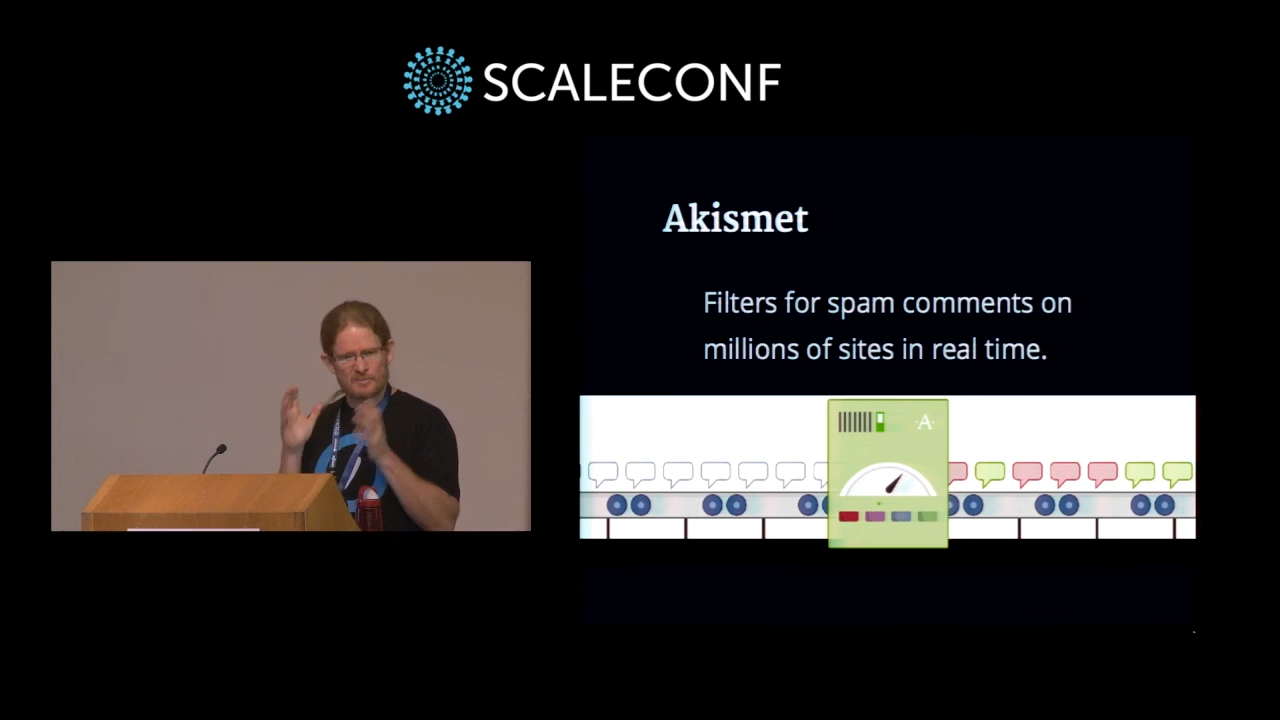 SCALECONF
Akismet
Filters for spam comments on
millions of sites in real time.
A